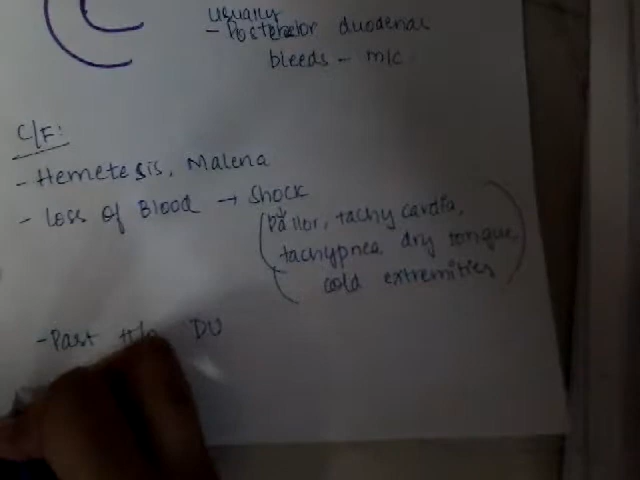 usually
- Posterior duodenal
bleeds - m/c
C/F:
- Hemetesis, Malena
- Loss of Blood → Shock
(Pallor, tachy cardia,
tachypnea, dry tongue,
cold extremities)
- Past H/o DU